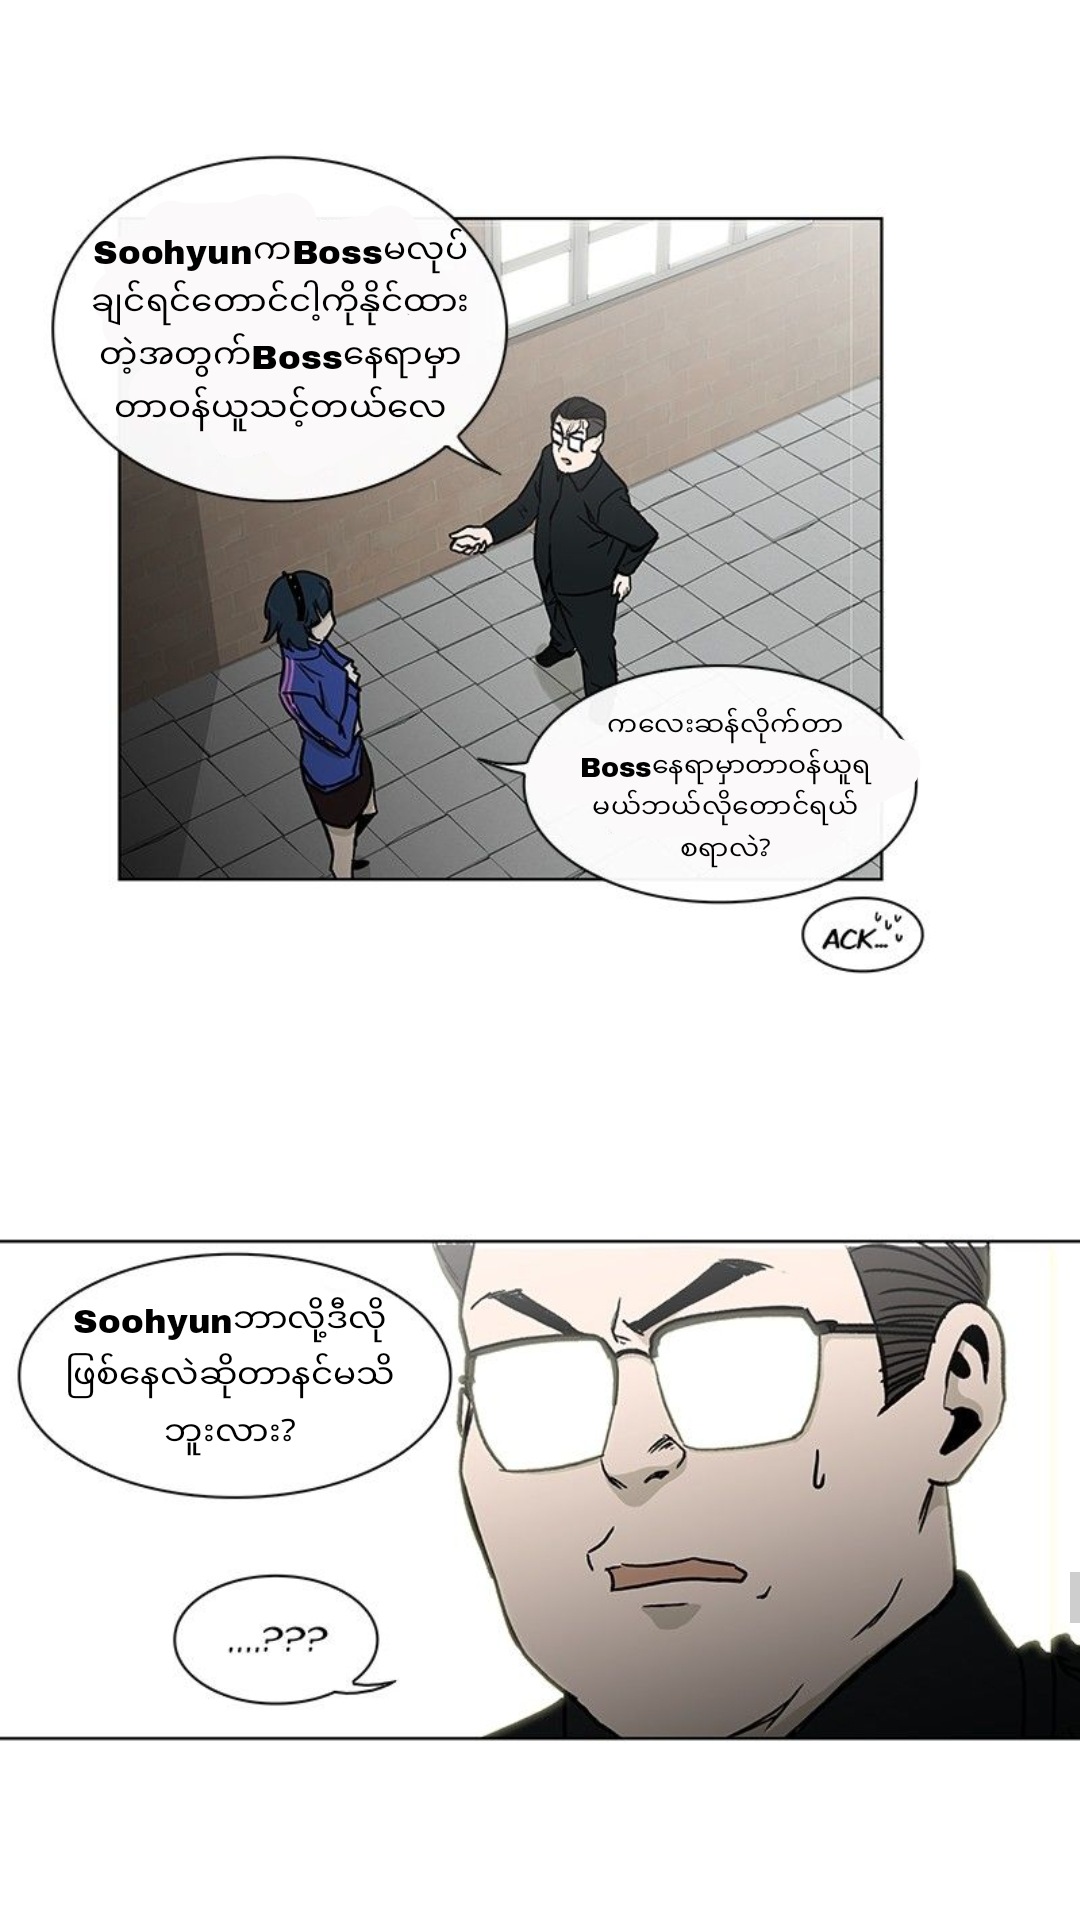 SoohyunကBossမလုပ်
ချင်ရင်တောင်ငါ့ကိုနိုင်ထား
တဲ့အတွက်Bossနေရာမှာ
တာဝန်ယူသင့်တယ်လေ
ကလေးဆန်လိုက်တာ
Bossနေရာမှာတာဝန်ယူရ
မယ်ဘယ်လိုတောင်ရယ်
စရာလဲ?
ACK...
Soohyunဘာလို့ဒီလို
ဖြစ်နေလဲဆိုတာနင်မသိ
ဘူးလား?
....???